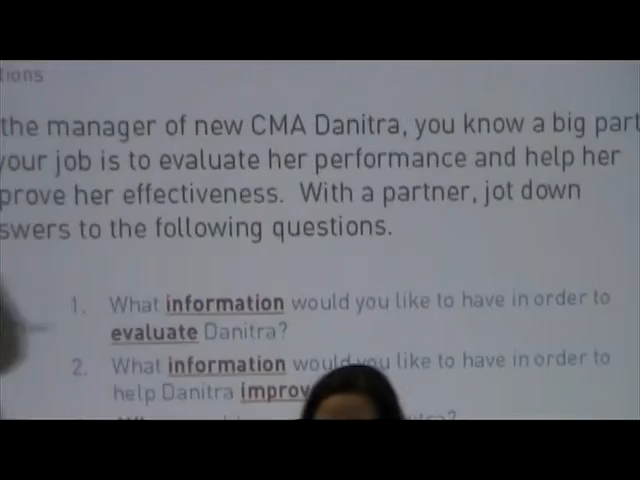 tions
the manager of new CMA Danitra, you know a big part
your job is to evaluate her performance and help her
prove her effectiveness. With a partner, jot down
swers to the following questions.
1. What information would you like to have in order to
evaluate Danitra?
2. What information would you like to have in order to
help Danitra improv